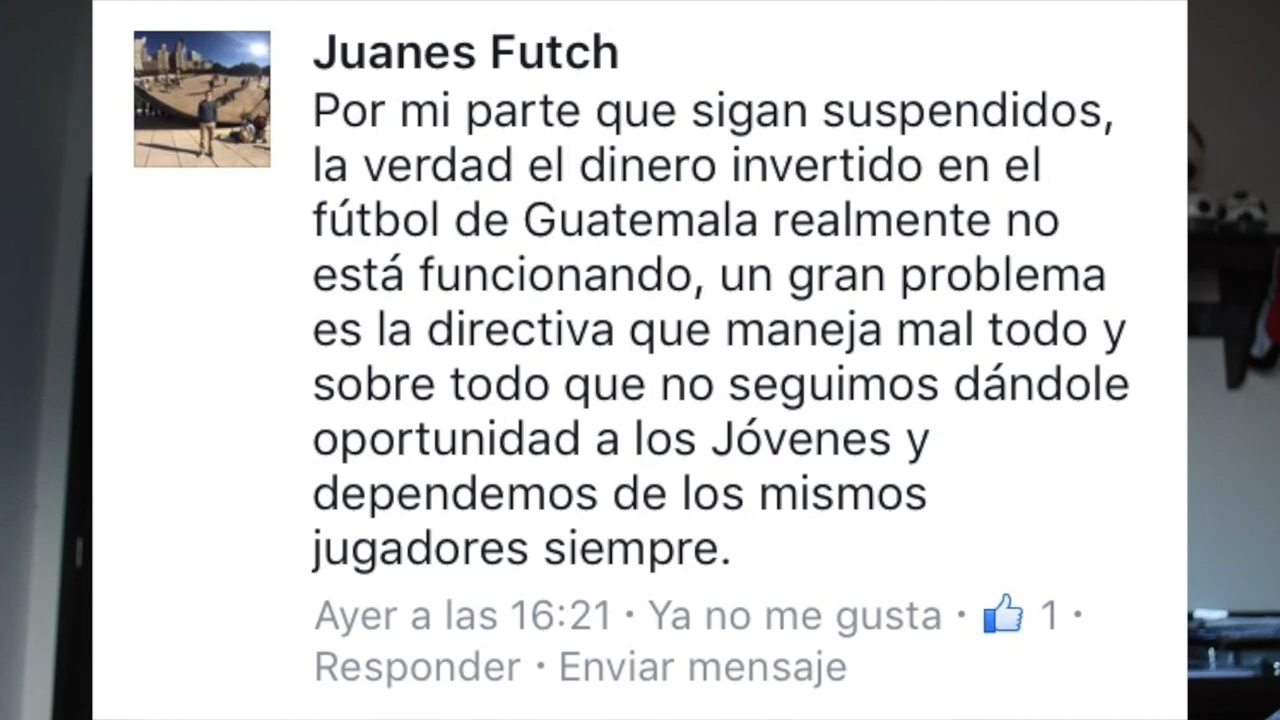 Juanes Futch
Por mi parte que sigan suspendidos,
la verdad el dinero invertido en el
fútbol de Guatemala realmente no
está funcionando, un gran problema
es la directiva que maneja mal todo y
sobre todo que no seguimos dándole
oportunidad a los Jóvenes y
dependemos de los mismos
jugadores siempre.
Ayer a las 16:21 · Ya no me gusta · 1 ·
Responder · Enviar mensaje